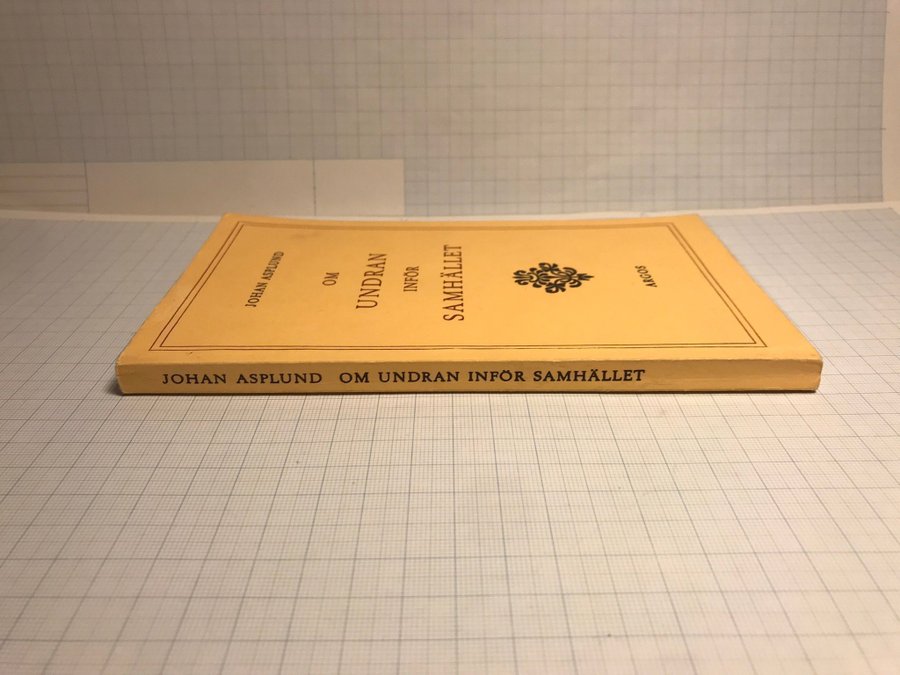 JOHAN ASPLUND
OM
UNDRAN
INFÖR
SAMHÄLLET
ARGOS
JOHAN ASPLUND OM UNDRAN INFÖR SAMHÄLLET